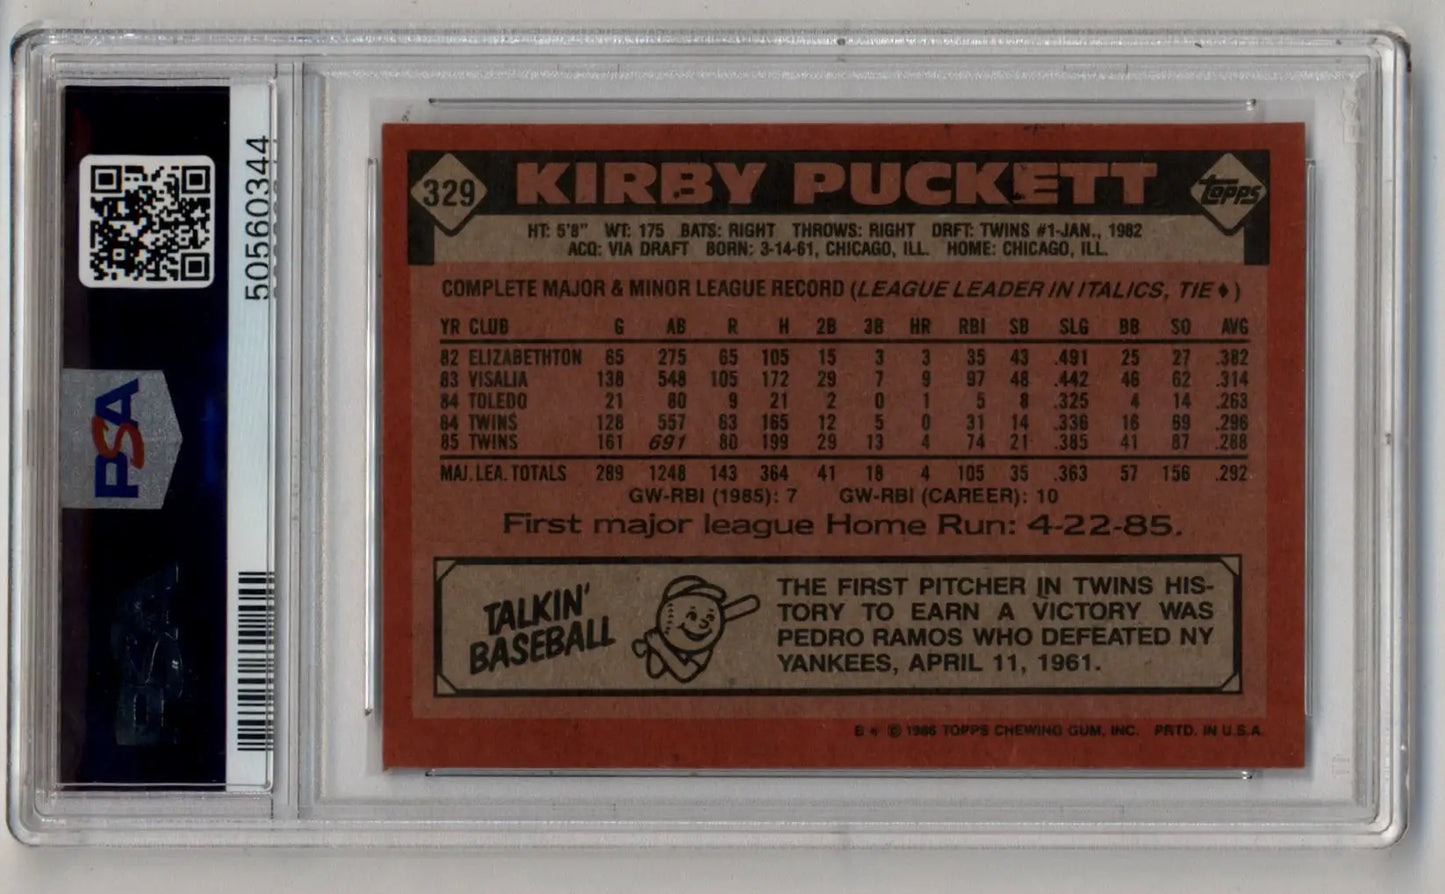 50560344
PSA
329 KIRBY PUCKETT topps
HT: 5'8" WT: 175 BATS: RIGHT THROWS: RIGHT DRFT: TWINS #1-JAN., 1982
ACQ: VIA DRAFT BORN: 3-14-61, CHICAGO, ILL. HOME: CHICAGO, ILL.
COMPLETE MAJOR & MINOR LEAGUE RECORD (LEAGUE LEADER IN ITALICS, TIE ♦)
YR CLUB G AB R H 2B 3B HR RBI SB SLG BB SO AVG
82 ELIZABETHTON 65 275 65 105 15 3 3 35 43 .491 25 27 .382
83 VISALIA 138 548 105 172 29 7 9 97 48 .442 46 62 .314
84 TOLEDO 21 80 9 21 2 0 1 5 8 .325 4 14 .263
84 TWINS 128 557 63 165 12 5 0 31 14 .336 16 69 .296
85 TWINS 161 691 80 199 29 13 4 74 21 .385 41 87 .288
MAJ. LEA. TOTALS 289 1248 143 364 41 18 4 105 35 .363 57 156 .292
GW-RBI (1985): 7 GW-RBI (CAREER): 10
First major league Home Run: 4-22-85.
TALKIN'
BASEBALL
THE FIRST PITCHER IN TWINS HIS-
TORY TO EARN A VICTORY WAS
PEDRO RAMOS WHO DEFEATED NY
YANKEES, APRIL 11, 1961.
B * © 1986 TOPPS CHEWING GUM, INC. PRTD. IN U.S.A.